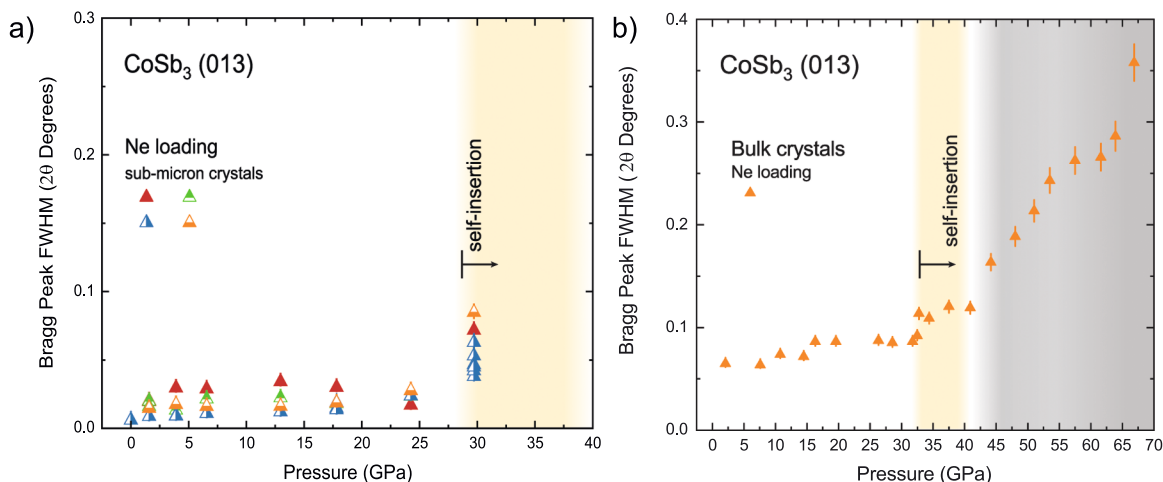 a)
CoSb₃ (013)
Ne loading
sub-micron crystals
self-insertion
Bragg Peak FWHM (2θ Degrees)
0.3
0.2
0.1
0.0
0 5 10 15 20 25 30 35 40
Pressure (GPa)
b)
CoSb₃ (013)
Bulk crystals
Ne loading
self-insertion
Bragg Peak FWHM (2θ Degrees)
0.4
0.3
0.2
0.1
0.0
0 5 10 15 20 25 30 35 40 45 50 55 60 65 70
Pressure (GPa)